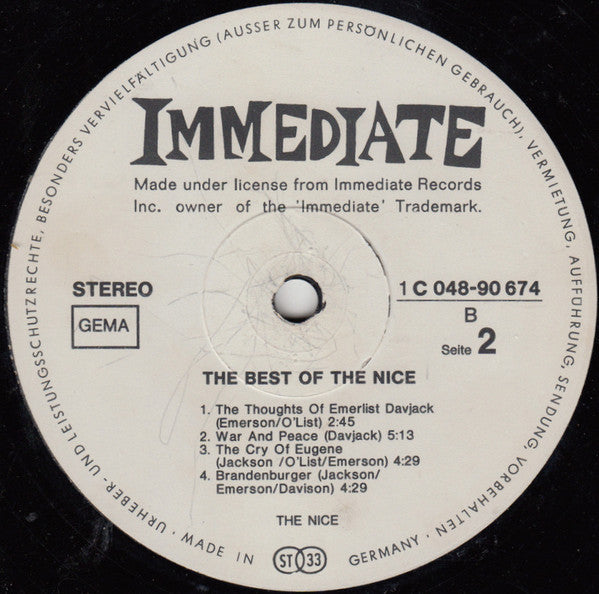 URHEBER- UND LEISTUNGSSCHUTZRECHTE, BESONDERS VERVIELFÄLTIGUNG (AUSSER ZUM PERSÖNLICHEN GEBRAUCH), VERMIETUNG, AUFFÜHRUNG, SENDUNG, VORBEHALTEN · MADE IN GERMANY ·
IMMEDIATE
Made under license from Immediate Records
Inc. owner of the 'Immediate' Trademark.
STEREO
GEMA
1 C 048-90 674
B
Seite 2
THE BEST OF THE NICE
1. The Thoughts Of Emerlist Davjack
(Emerson/O'List) 2:45
2. War And Peace (Davjack) 5:13
3. The Cry Of Eugene
(Jackson /O'List/Emerson) 4:29
4. Brandenburger (Jackson/
Emerson/Davison) 4:29
THE NICE
ST 33